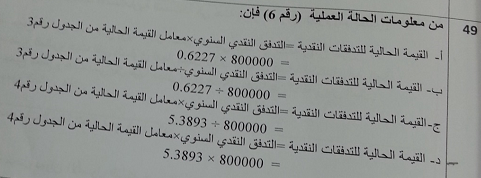 49 من معلومات الحالة العملية (رقم 6) فإن:
أ- القيمة الحالية للتدفقات النقدية =التدفق النقدي السنوي×معامل القيمة الحالية من الجدول رقم3
= 800000 × 0.6227
ب- القيمة الحالية للتدفقات النقدية =التدفق النقدي السنوي÷معامل القيمة الحالية من الجدول رقم3
= 800000 ÷ 0.6227
ج-القيمة الحالية للتدفقات النقدية =التدفق النقدي السنوي÷معامل القيمة الحالية من الجدول رقم4
= 800000 ÷ 5.3893
د- القيمة الحالية للتدفقات النقدية =التدفق النقدي السنوي×معامل القيمة الحالية من الجدول رقم4
= 800000 × 5.3893